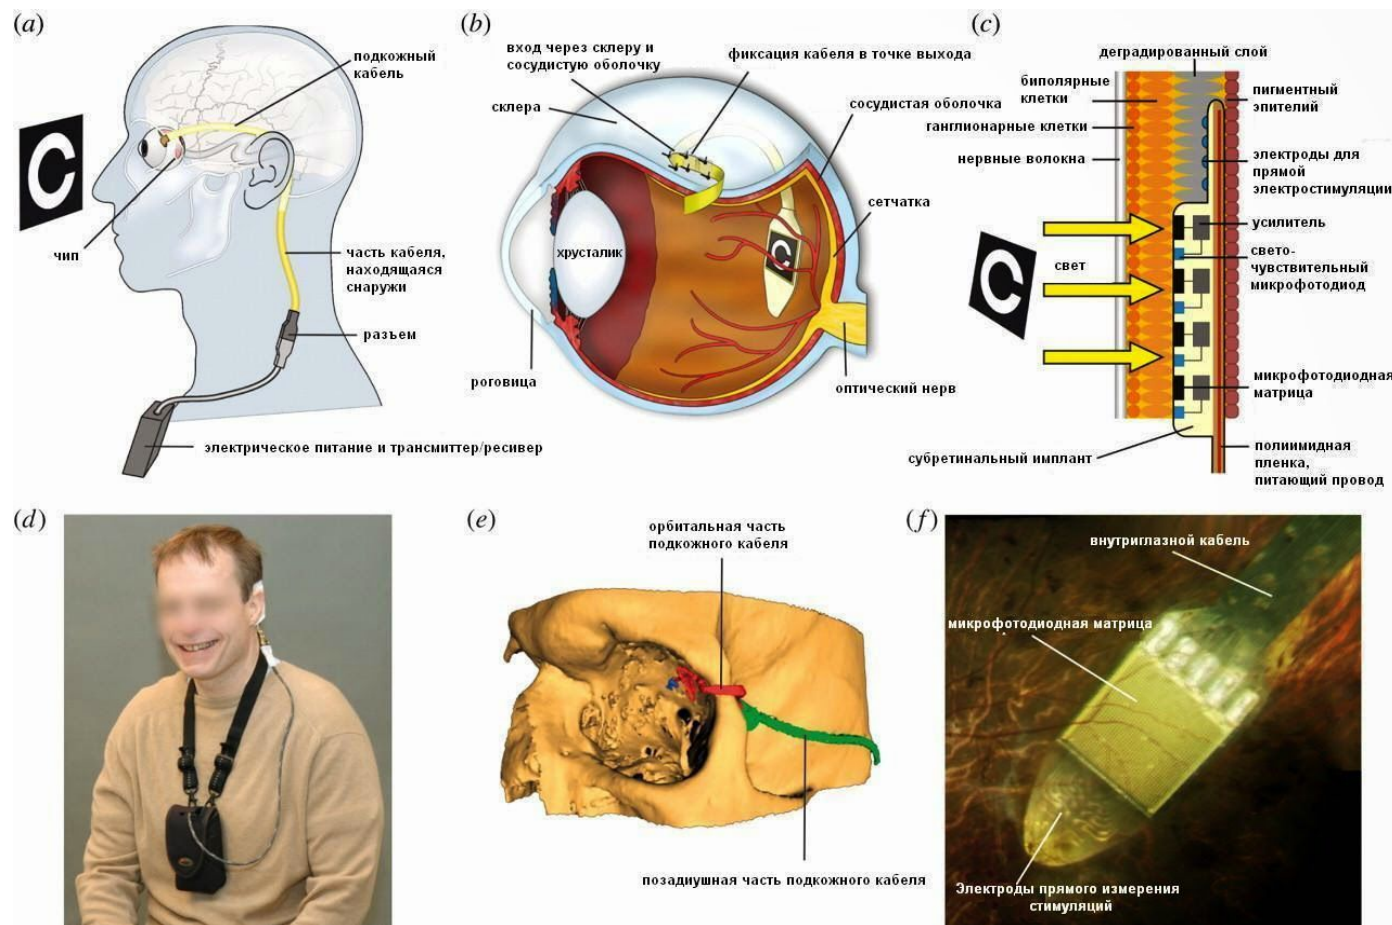 (a)
подкожный
кабель
чип
часть кабеля,
находящаяся
снаружи
разъем
электрическое питание и трансмиттер/ресивер
C
(b)
вход через склеру и
сосудистую оболочку
фиксация кабеля в точке выхода
склера
сосудистая оболочка
сетчатка
хрусталик
C
роговица
оптический нерв
(c)
деградированный слой
биполярные
клетки
пигментный
эпителий
ганглионарные клетки
нервные волокна
электроды для
прямой
электростимуляции
усилитель
свет
свето-
чувствительный
микрофотодиод
C
микрофотодиодная
матрица
субретинальный имплант
полиимидная
пленка,
питающий провод
(d)
(e)
орбитальная часть
подкожного кабеля
позадиушная часть подкожного кабеля
(f)
внутриглазной кабель
микрофотодиодная матрица
Электроды прямого измерения
стимуляций